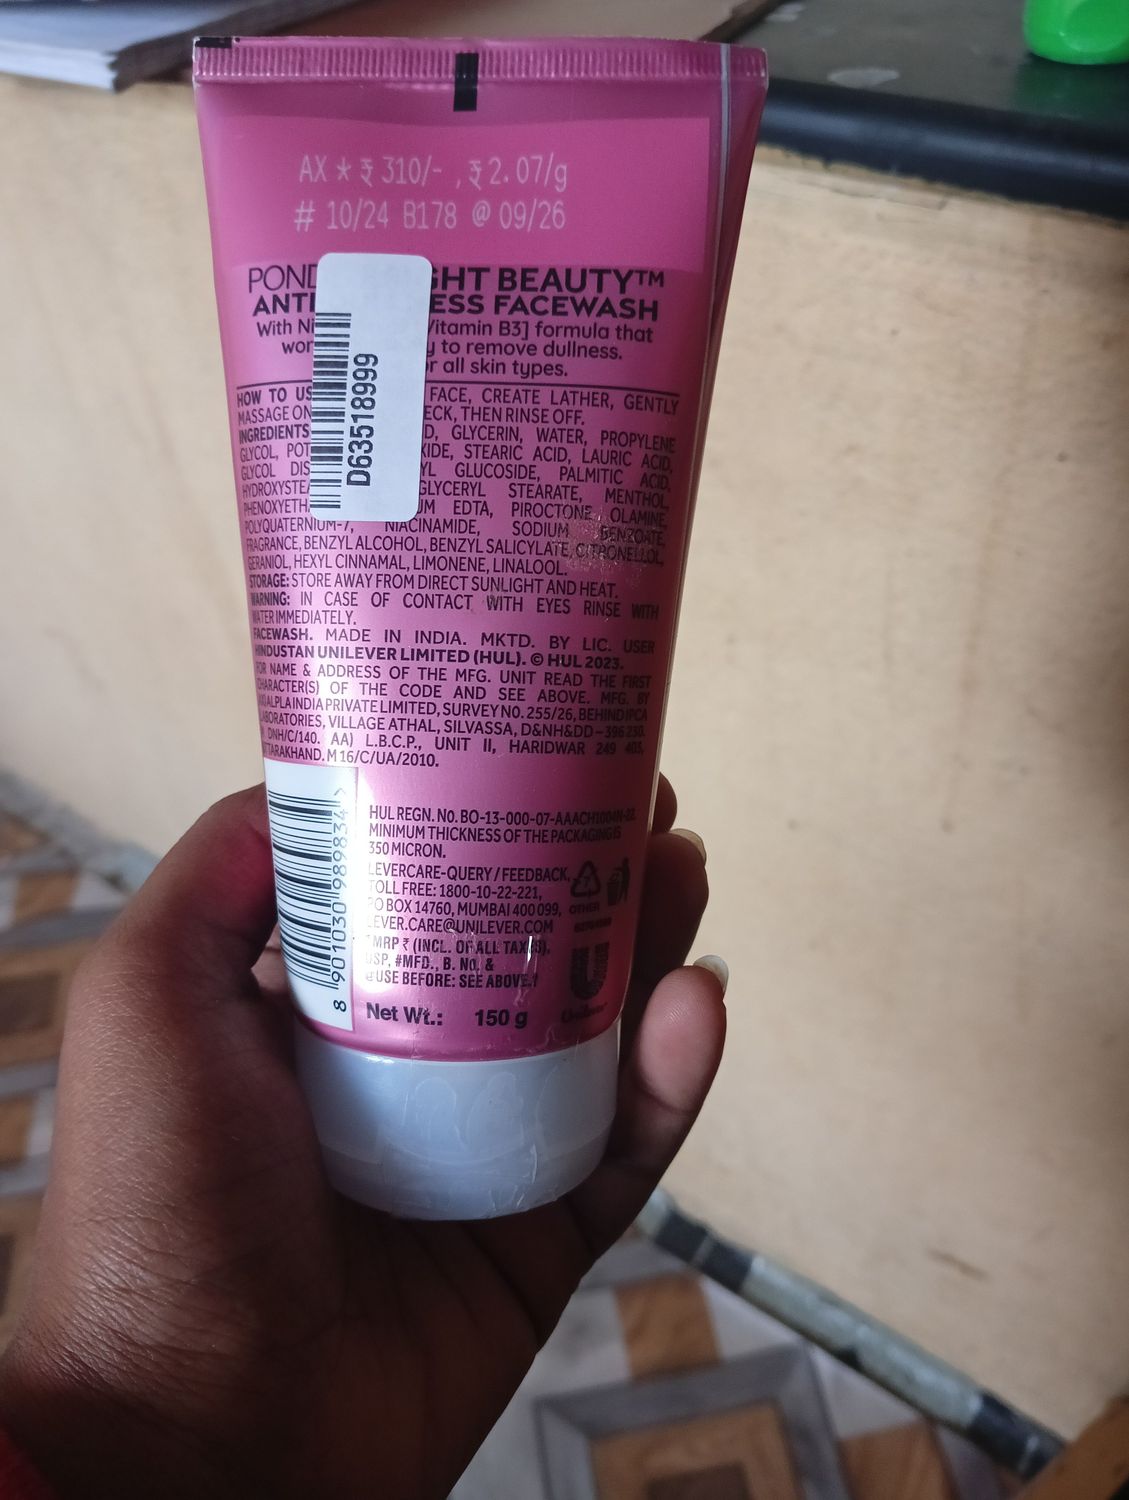 AX * ₹ 310/- , ₹ 2.07/g
# 10/24 B178 @ 09/26
POND GHT BEAUTY™
ANTI ESS FACEWASH
With Ni Vitamin B3] formula that
wor y to remove dullness.
r all skin types.
HOW TO US FACE, CREATE LATHER, GENTLY
MASSAGE ON ECK, THEN RINSE OFF.
INGREDIENTS D, GLYCERIN, WATER, PROPYLENE
GLYCOL, POT XIDE, STEARIC ACID, LAURIC ACID,
GLYCOL DIS YL GLUCOSIDE, PALMITIC ACID,
HYDROXYSTEA GLYCERYL STEARATE, MENTHOL,
PHENOXYETH UM EDTA, PIROCTONE OLAMINE,
POLYQUATERNIUM-7, NIACINAMIDE, SODIUM BENZOATE,
FRAGRANCE, BENZYL ALCOHOL, BENZYL SALICYLATE, CITRONELLOL,
GERANIOL, HEXYL CINNAMAL, LIMONENE, LINALOOL.
STORAGE: STORE AWAY FROM DIRECT SUNLIGHT AND HEAT.
WARNING: IN CASE OF CONTACT WITH EYES RINSE WITH
WATER IMMEDIATELY.
FACEWASH. MADE IN INDIA. MKTD. BY LIC. USER
HINDUSTAN UNILEVER LIMITED (HUL). © HUL 2023.
FOR NAME & ADDRESS OF THE MFG. UNIT READ THE FIRST
CHARACTER(S) OF THE CODE AND SEE ABOVE. MFG. BY
ALPLA INDIA PRIVATE LIMITED, SURVEY NO. 255/26, BEHIND IPCA
LABORATORIES, VILLAGE ATHAL, SILVASSA, D&NH&DD – 396 230.
DNH/C/140. AA) L.B.C.P., UNIT II, HARIDWAR 249 403,
UTTARAKHAND. M 16/C/UA/2010.
D63518999
8 901030 989834 >
HUL REGN. No. BO-13-000-07-AAACH1004N-22.
MINIMUM THICKNESS OF THE PACKAGING IS
350 MICRON.
LEVERCARE-QUERY / FEEDBACK,
TOLL FREE: 1800-10-22-221,
PO BOX 14760, MUMBAI 400 099,
LEVER.CARE@UNILEVER.COM
*MRP ₹ (INCL. OF ALL TAXES),
USP, #MFD., B. No. &
@USE BEFORE: SEE ABOVE.↑
7
OTHER
Net Wt.: 150 g
Unilever